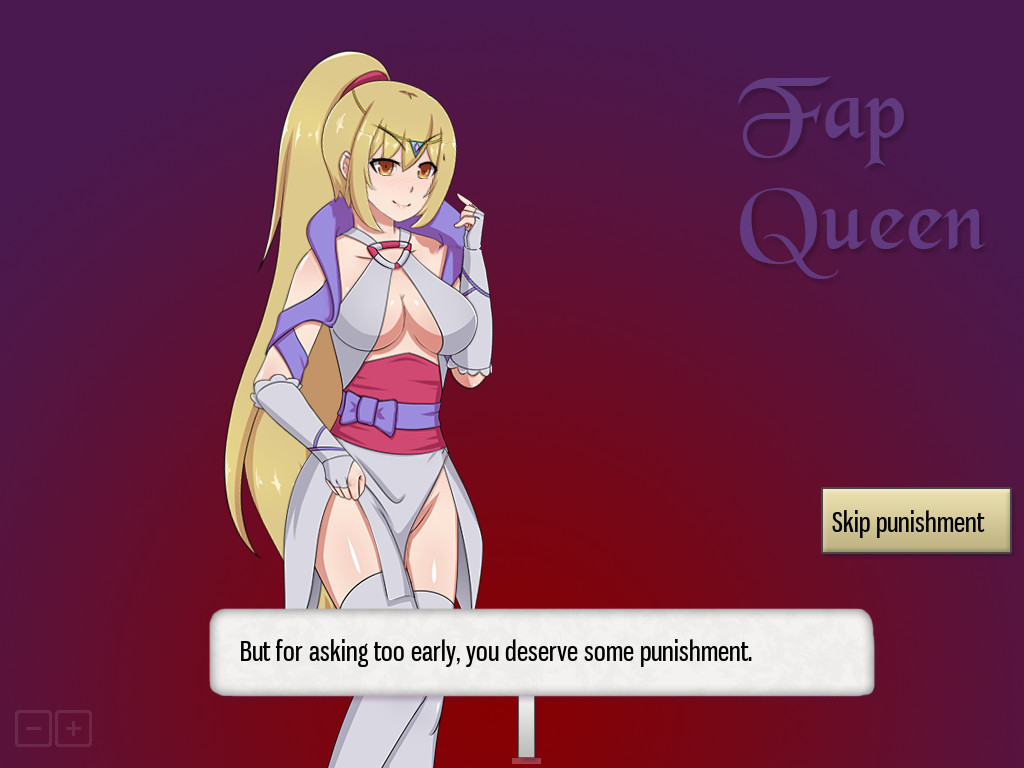 Fap
Queen
Skip punishment
But for asking too early, you deserve some punishment.